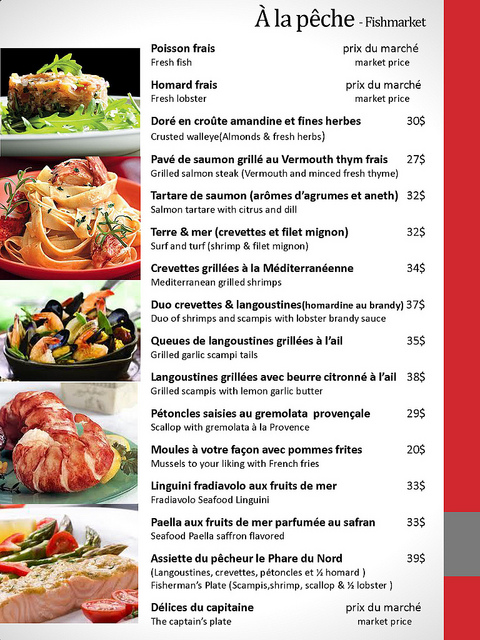 À la pêche - Fishmarket
Poisson frais prix du marché
Fresh fish market price
Homard frais prix du marché
Fresh lobster market price
Doré en croûte amandine et fines herbes 30$
Crusted walleye(Almonds & fresh herbs)
Pavé de saumon grillé au Vermouth thym frais 27$
Grilled salmon steak (Vermouth and minced fresh thyme)
Tartare de saumon (arômes d'agrumes et aneth) 32$
Salmon tartare with citrus and dill
Terre & mer (crevettes et filet mignon) 32$
Surf and turf (shrimp & filet mignon)
Crevettes grillées à la Méditerranéenne 34$
Mediterranean grilled shrimps
Duo crevettes & langoustines(homardine au brandy) 37$
Duo of shrimps and scampis with lobster brandy sauce
Queues de langoustines grillées à l'ail 35$
Grilled garlic scampi tails
Langoustines grillées avec beurre citronné à l'ail 38$
Grilled scampis with lemon garlic butter
Pétoncles saisies au gremolata provençale 29$
Scallop with gremolata à la Provence
Moules à votre façon avec pommes frites 20$
Mussels to your liking with French fries
Linguini fradiavolo aux fruits de mer 33$
Fradiavolo Seafood Linguini
Paella aux fruits de mer parfumée au safran 33$
Seafood Paella saffron flavored
Assiette du pêcheur le Phare du Nord 39$
(Langoustines, crevettes, pétoncles et ½ homard )
Fisherman's Plate (Scampis,shrimp, scallop & ½ lobster )
Délices du capitaine prix du marché
The captain's plate market price